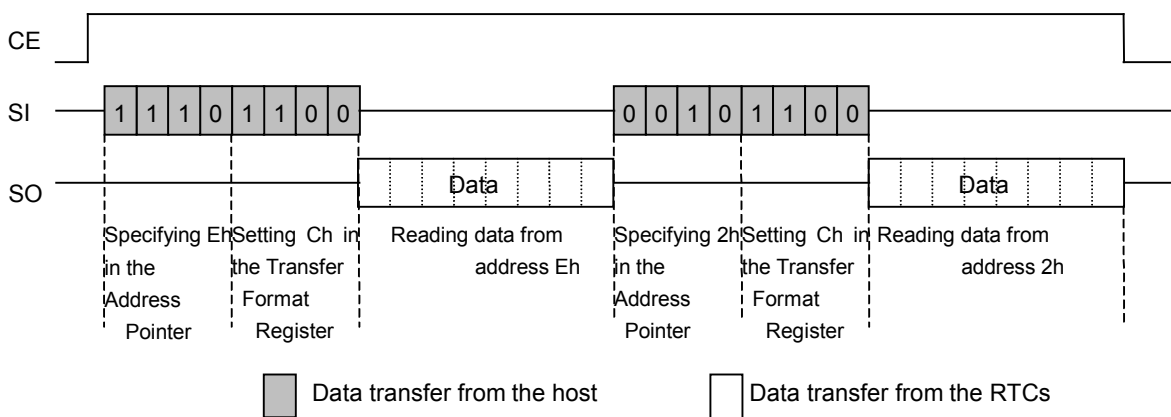 CE
SI 1 1 1 0 1 1 0 0 0 0 1 0 1 1 0 0
SO Data Data
Specifying Eh Setting Ch in Reading data from Specifying 2h Setting Ch in Reading data from
in the the Transfer address Eh in the the Transfer address 2h
Address Format Address Format
Pointer Register Pointer Register
Data transfer from the host Data transfer from the RTCs